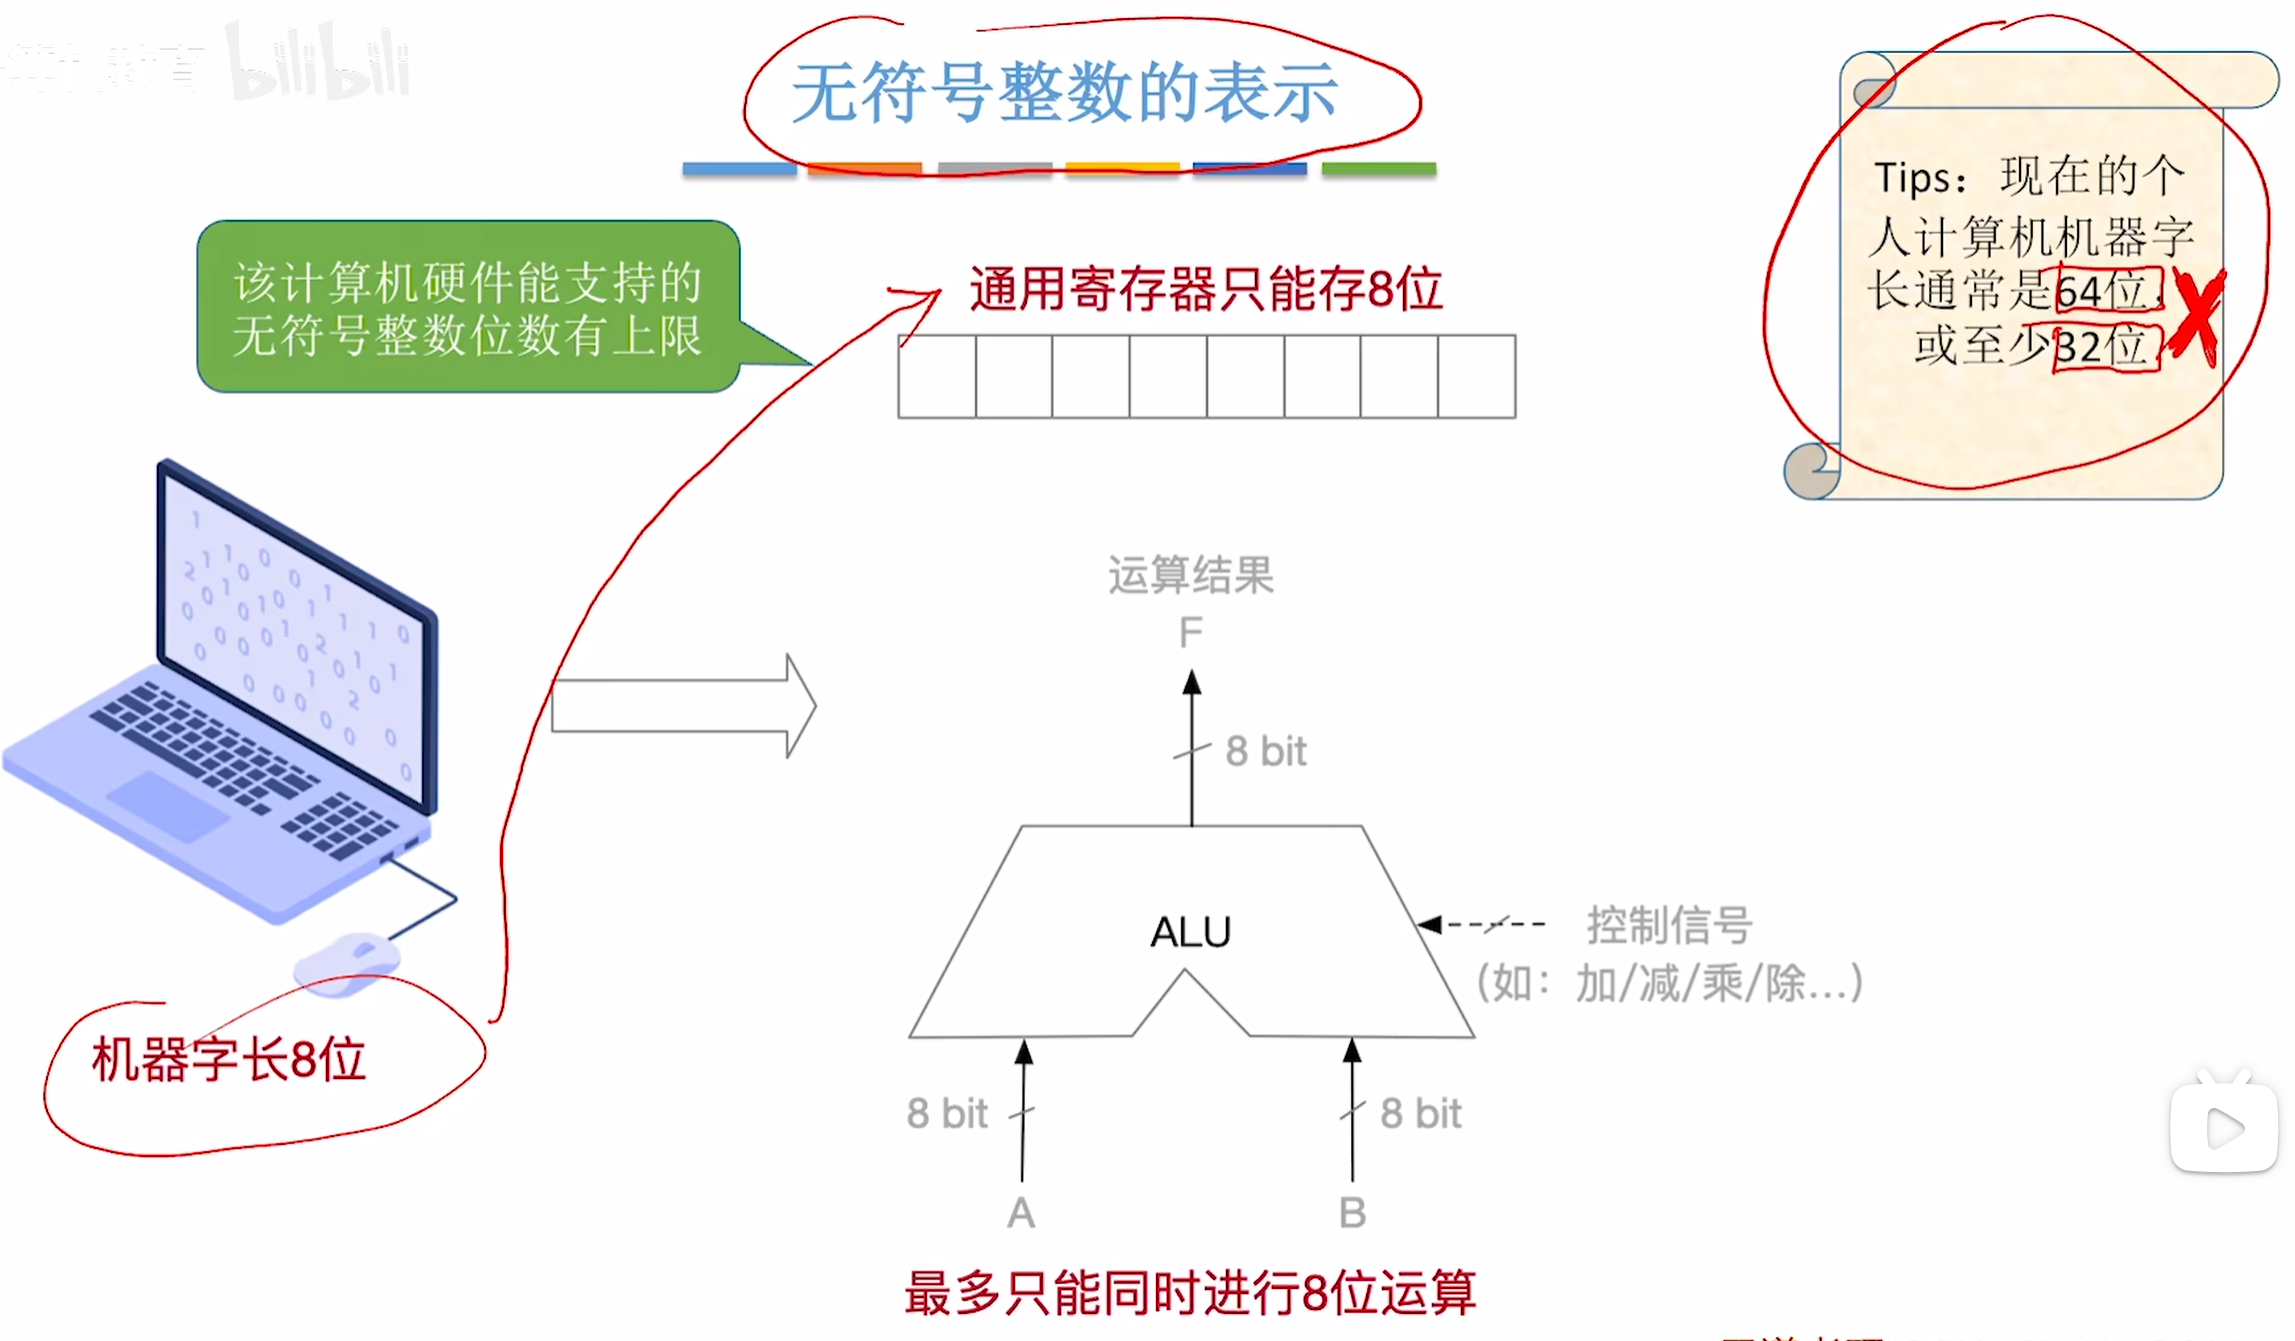 bilibili
无符号整数的表示
该计算机硬件能支持的
无符号整数位数有上限
通用寄存器只能存8位
Tips：现在的个
人计算机机器字
长通常是64位，
或至少32位
运算结果
F
8 bit
ALU
控制信号
（如：加/减/乘/除...）
机器字长8位
8 bit
8 bit
A
B
最多只能同时进行8位运算